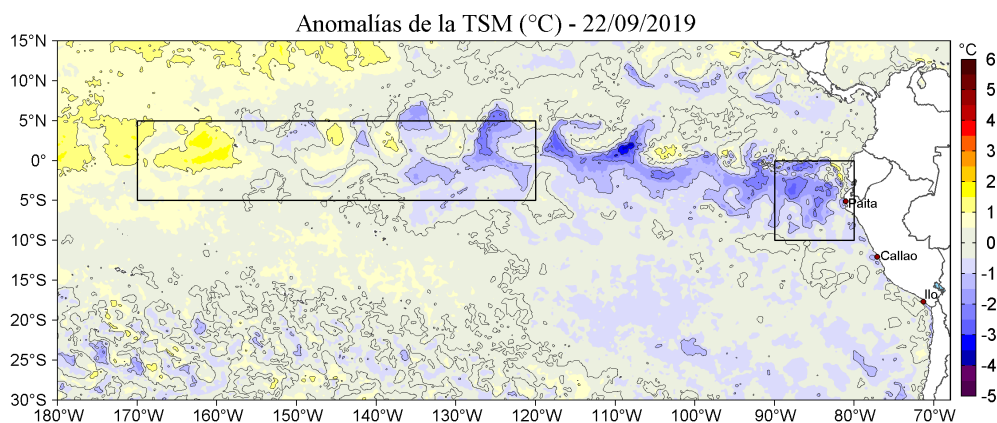 Anomalías de la TSM (°C) - 22/09/2019
15°N
10°N
5°N
0°
5°S
10°S
15°S
20°S
25°S
30°S
180°W
170°W
160°W
150°W
140°W
130°W
120°W
110°W
100°W
90°W
80°W
70°W
Paita
Callao
Ilo
°C
6
5
4
3
2
1
0
-1
-2
-3
-4
-5